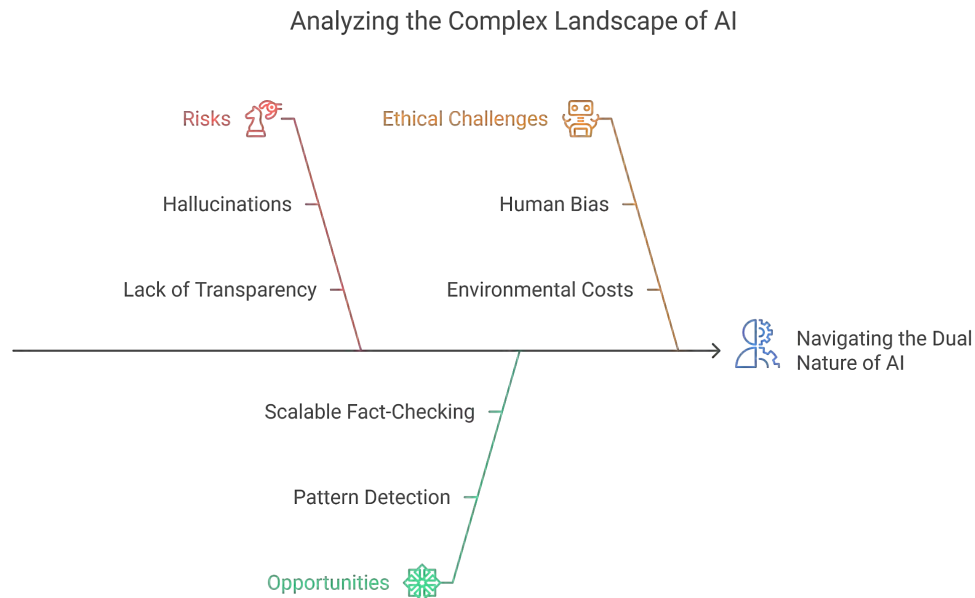 Analyzing the Complex Landscape of AI
Risks
Ethical Challenges
Hallucinations
Human Bias
Lack of Transparency
Environmental Costs
Navigating the Dual
Nature of AI
Scalable Fact-Checking
Pattern Detection
Opportunities